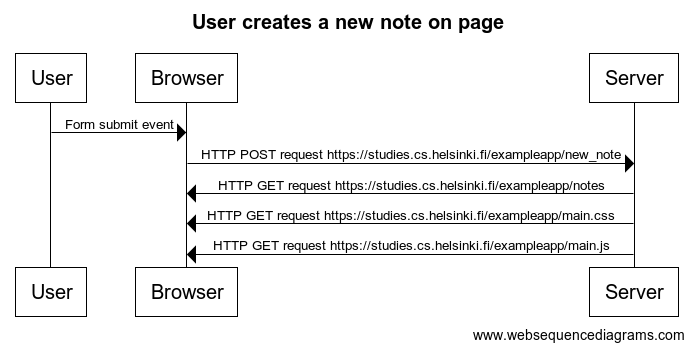 User creates a new note on page
User Browser Server
Form submit event
HTTP POST request https://studies.cs.helsinki.fi/exampleapp/new_note
HTTP GET request https://studies.cs.helsinki.fi/exampleapp/notes
HTTP GET request https://studies.cs.helsinki.fi/exampleapp/main.css
HTTP GET request https://studies.cs.helsinki.fi/exampleapp/main.js
User Browser Server
www.websequencediagrams.com